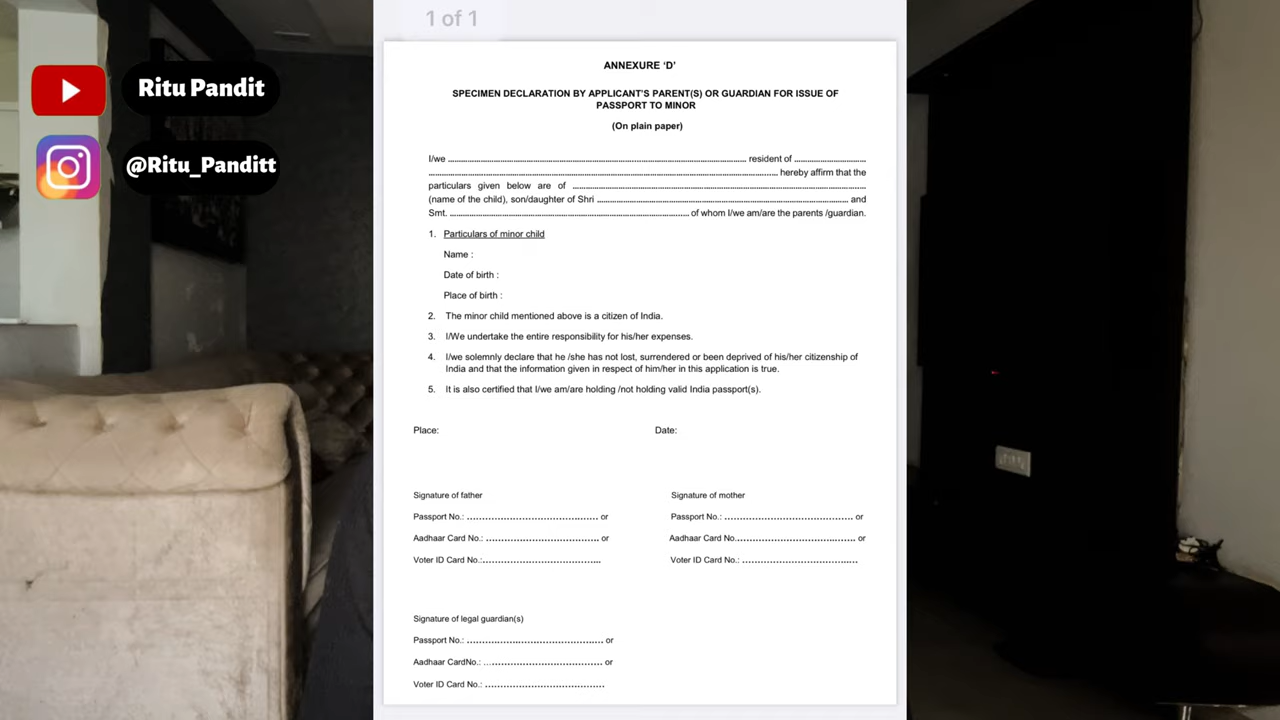 1 of 1
Ritu Pandit
@Ritu_Panditt
ANNEXURE ‘D’
SPECIMEN DECLARATION BY APPLICANT’S PARENT(S) OR GUARDIAN FOR ISSUE OF
PASSPORT TO MINOR
(On plain paper)
I/we ........................................ resident of ....................
........................................ hereby affirm that the
particulars given below are of ........................................
(name of the child), son/daughter of Shri ........................................ and
Smt. ........................................ of whom I/we am/are the parents /guardian.
1. Particulars of minor child
Name :
Date of birth :
Place of birth :
2. The minor child mentioned above is a citizen of India.
3. I/We undertake the entire responsibility for his/her expenses.
4. I/we solemnly declare that he /she has not lost, surrendered or been deprived of his/her citizenship of
India and that the information given in respect of him/her in this application is true.
5. It is also certified that I/we am/are holding /not holding valid India passport(s).
Place: Date:
Signature of father Signature of mother
Passport No.: ........................................ or Passport No.: ........................................ or
Aadhaar Card No.: ........................................ or Aadhaar Card No.................................... or
Voter ID Card No.:.................................... Voter ID Card No.: ....................................
Signature of legal guardian(s)
Passport No.: ........................................ or
Aadhaar CardNo.: ........................................ or
Voter ID Card No.: ........................................